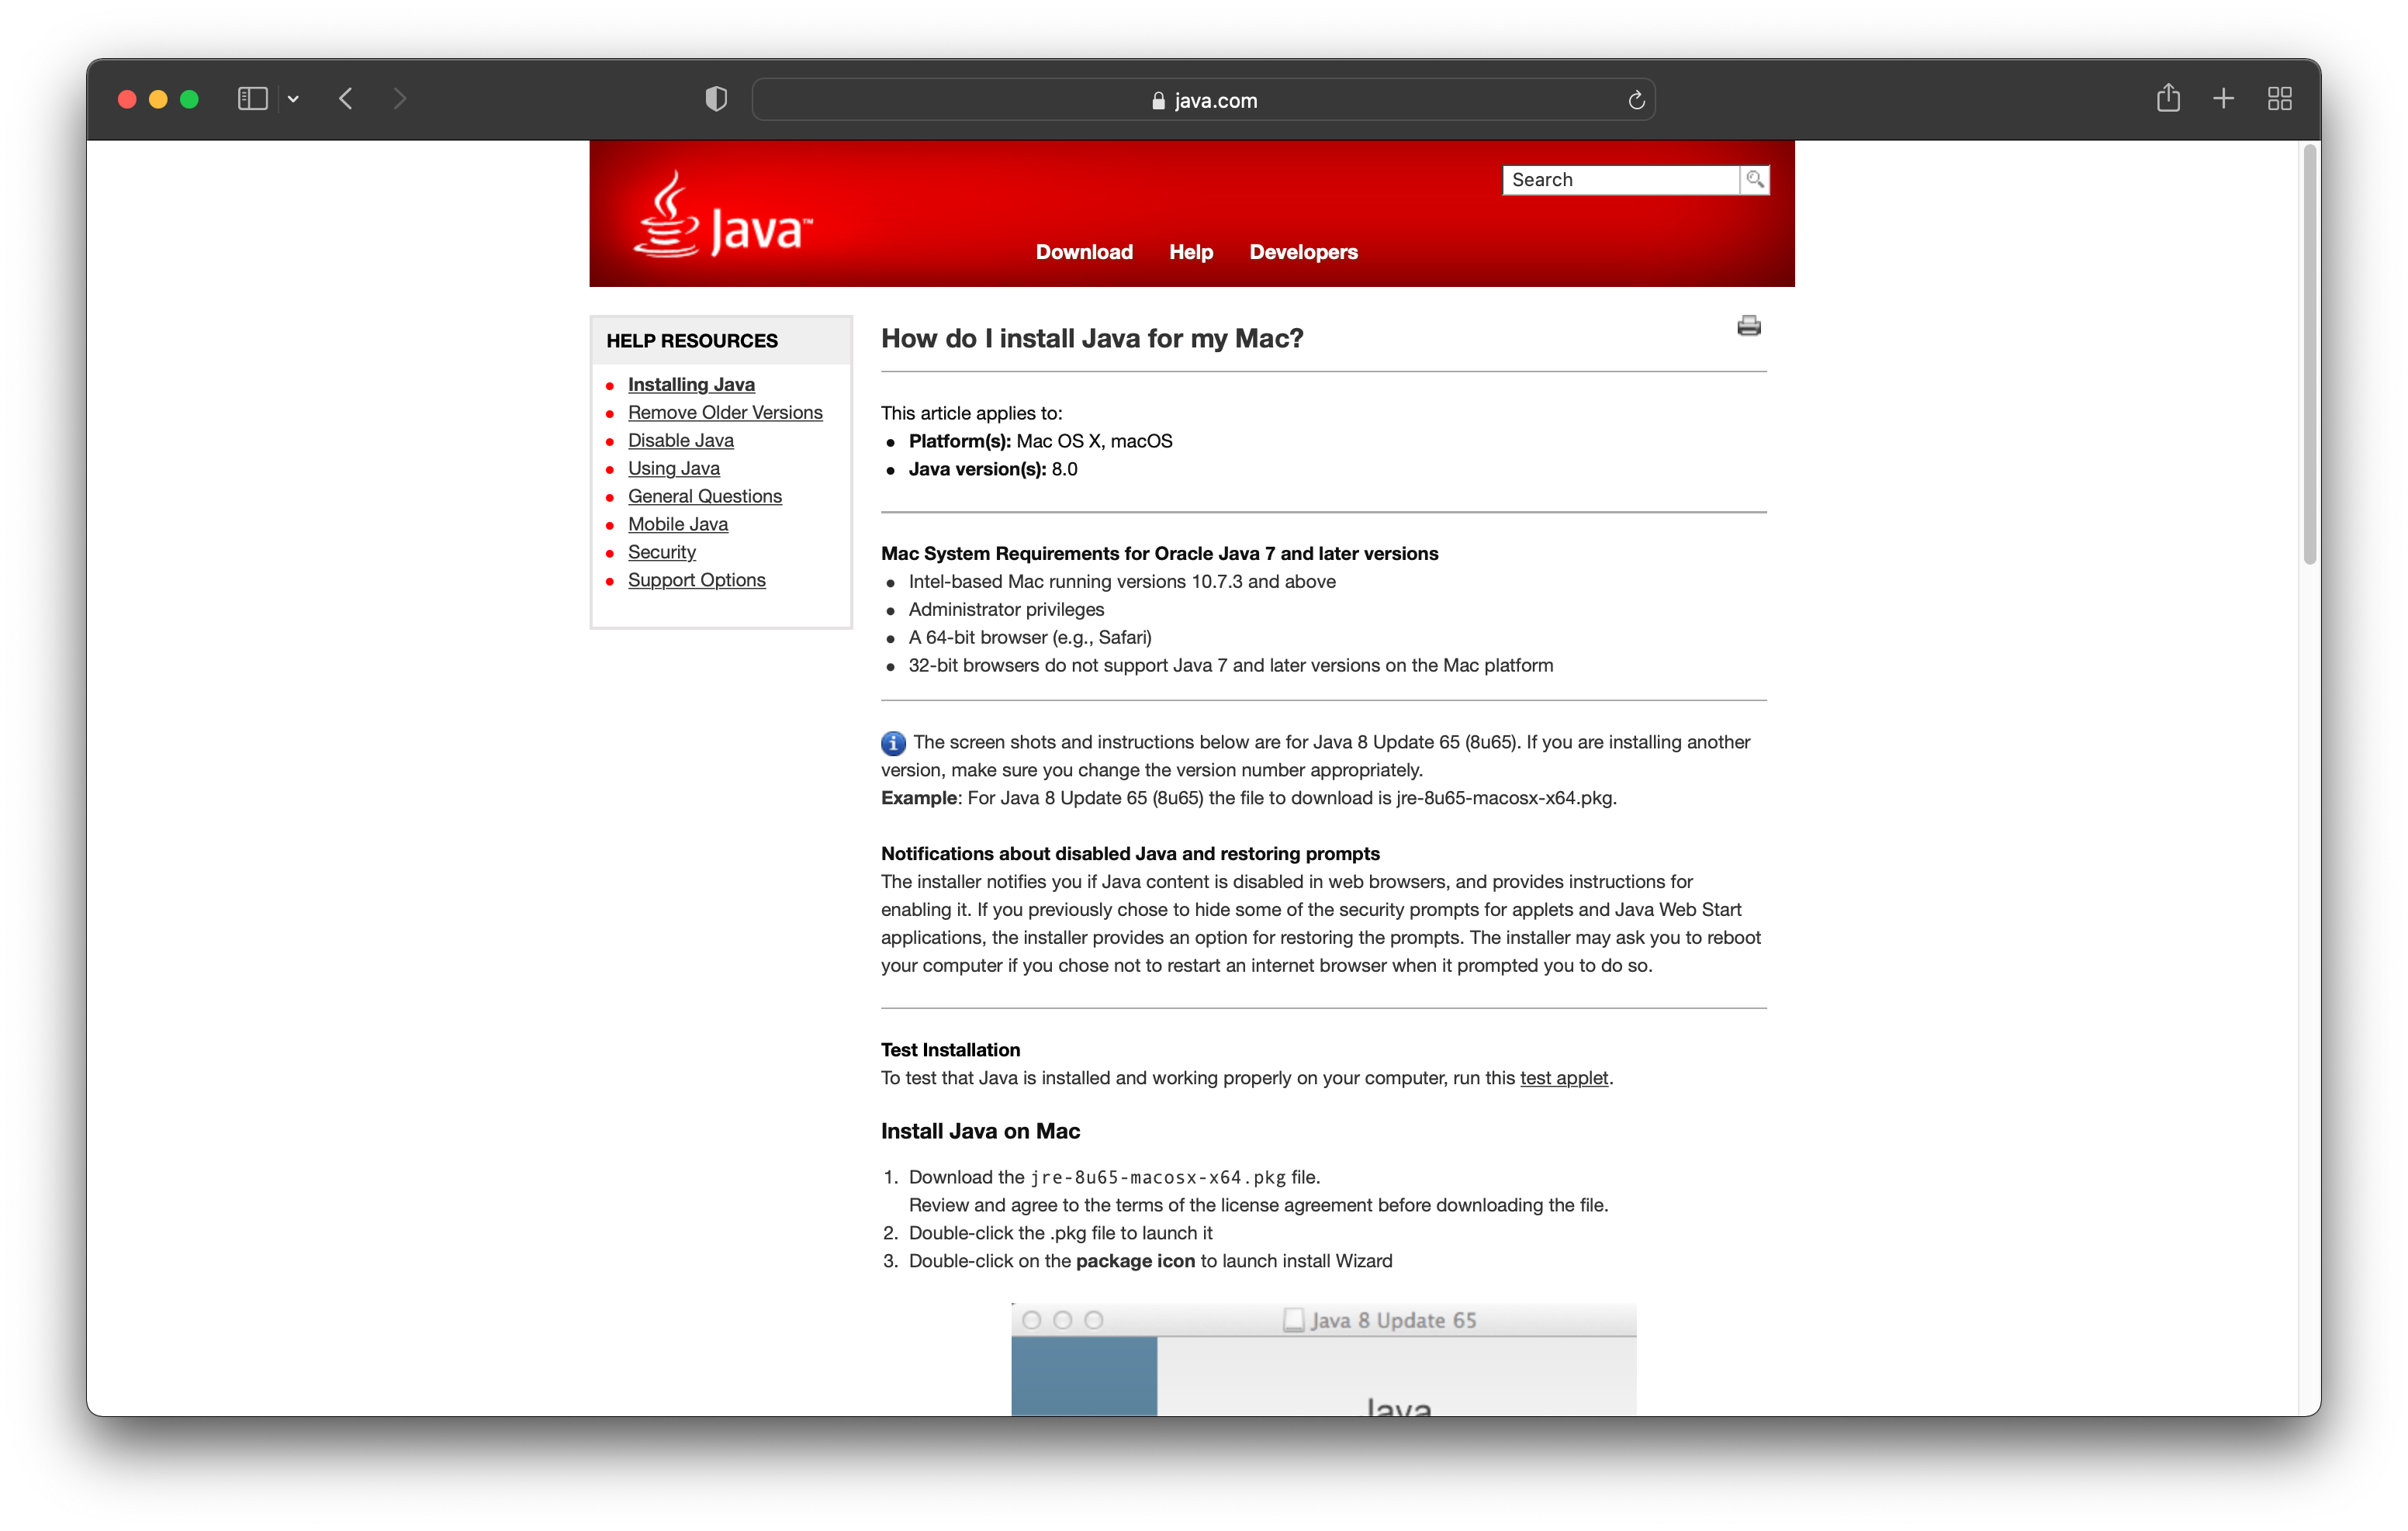 java.com
Java™
Search
Download Help Developers
HELP RESOURCES
Installing Java
Remove Older Versions
Disable Java
Using Java
General Questions
Mobile Java
Security
Support Options
How do I install Java for my Mac?
This article applies to:
Platform(s): Mac OS X, macOS
Java version(s): 8.0
Mac System Requirements for Oracle Java 7 and later versions
Intel-based Mac running versions 10.7.3 and above
Administrator privileges
A 64-bit browser (e.g., Safari)
32-bit browsers do not support Java 7 and later versions on the Mac platform
The screen shots and instructions below are for Java 8 Update 65 (8u65). If you are installing another
version, make sure you change the version number appropriately.
Example: For Java 8 Update 65 (8u65) the file to download is jre-8u65-macosx-x64.pkg.
Notifications about disabled Java and restoring prompts
The installer notifies you if Java content is disabled in web browsers, and provides instructions for
enabling it. If you previously chose to hide some of the security prompts for applets and Java Web Start
applications, the installer provides an option for restoring the prompts. The installer may ask you to reboot
your computer if you chose not to restart an internet browser when it prompted you to do so.
Test Installation
To test that Java is installed and working properly on your computer, run this test applet.
Install Java on Mac
1. Download the jre-8u65-macosx-x64.pkg file.
Review and agree to the terms of the license agreement before downloading the file.
2. Double-click the .pkg file to launch it
3. Double-click on the package icon to launch install Wizard
Java 8 Update 65
Java